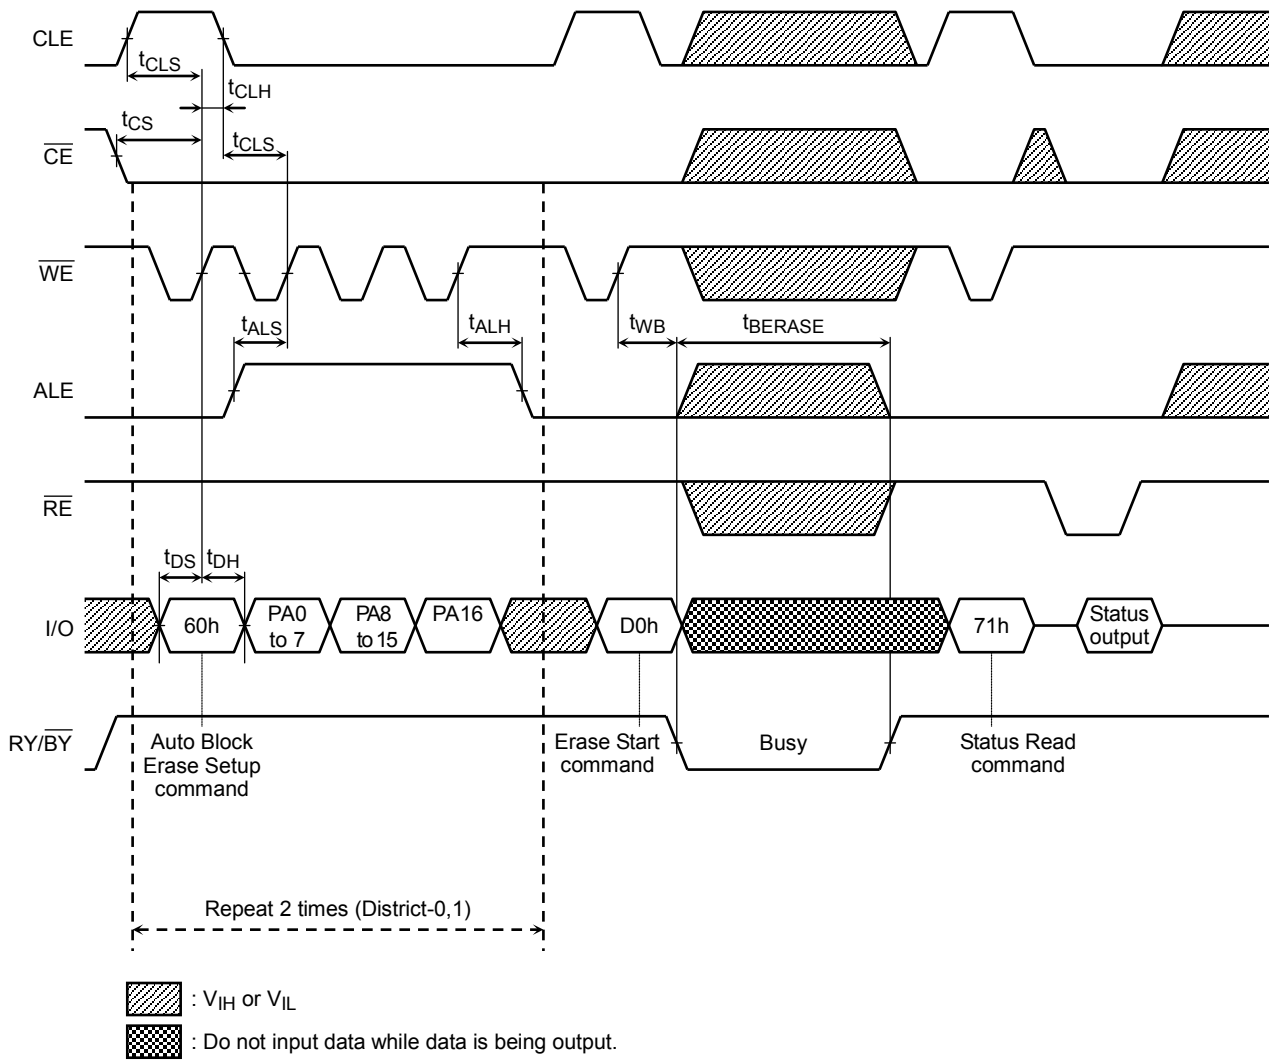 CLE
tCLS
tCLH
tCS
tCLS
CE
WE
tALS
tALH
tWB
tBERASE
ALE
RE
tDS
tDH
I/O
60h
PA0
to 7
PA8
to 15
PA16
D0h
71h
Status
output
RY/BY
Auto Block
Erase Setup
command
Erase Start
command
Busy
Status Read
command
Repeat 2 times (District-0,1)
: VIH or VIL
: Do not input data while data is being output.